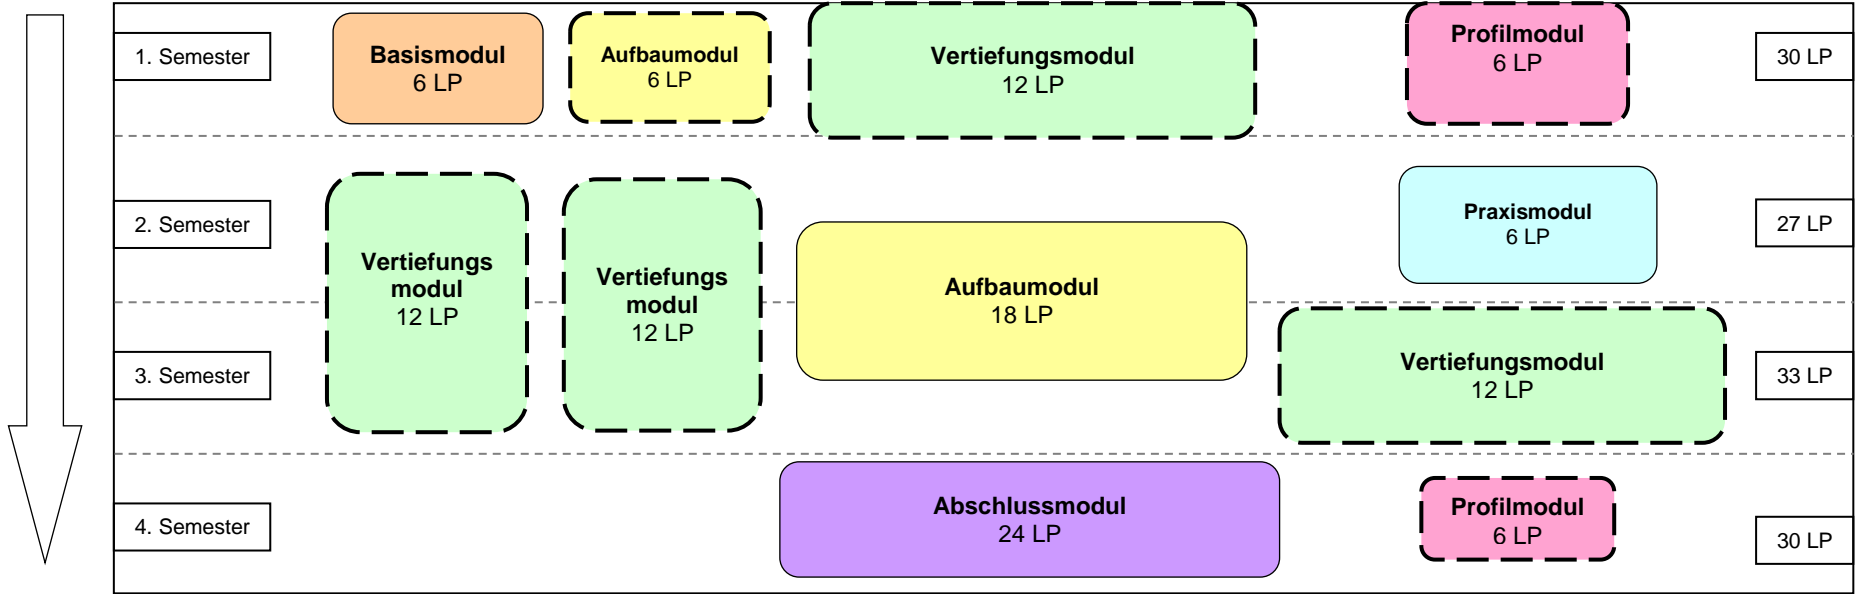 1. Semester
Basismodul
6 LP
Aufbaumodul
6 LP
Vertiefungsmodul
12 LP
Profilmodul
6 LP
30 LP
2. Semester
Vertiefungs
modul
12 LP
Vertiefungs
modul
12 LP
Aufbaumodul
18 LP
Praxismodul
6 LP
27 LP
3. Semester
Vertiefungsmodul
12 LP
33 LP
4. Semester
Abschlussmodul
24 LP
Profilmodul
6 LP
30 LP